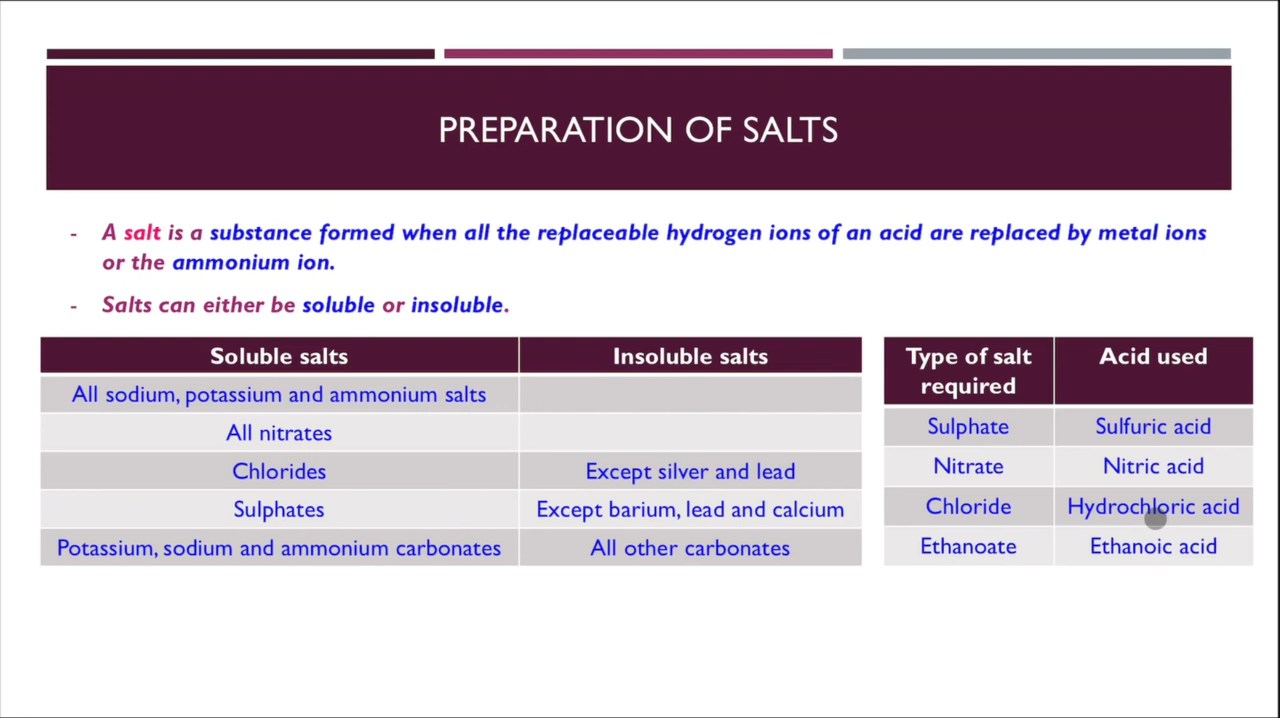 PREPARATION OF SALTS
- A salt is a substance formed when all the replaceable hydrogen ions of an acid are replaced by metal ions
or the ammonium ion.
- Salts can either be soluble or insoluble.
Soluble salts Insoluble salts
All sodium, potassium and ammonium salts
All nitrates
Chlorides Except silver and lead
Sulphates Except barium, lead and calcium
Potassium, sodium and ammonium carbonates All other carbonates
Type of salt Acid used
required
Sulphate Sulfuric acid
Nitrate Nitric acid
Chloride Hydrochloric acid
Ethanoate Ethanoic acid